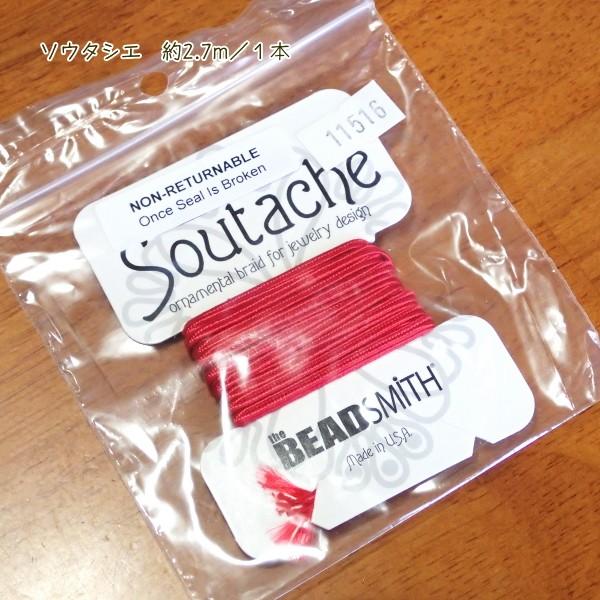 ソウタシエ 約2.7m／1本
11516
NON-RETURNABLE
Once Seal Is Broken
Soutache
ornamental braid for jewelry design
the BEADSMiTH®
Made in U.S.A.